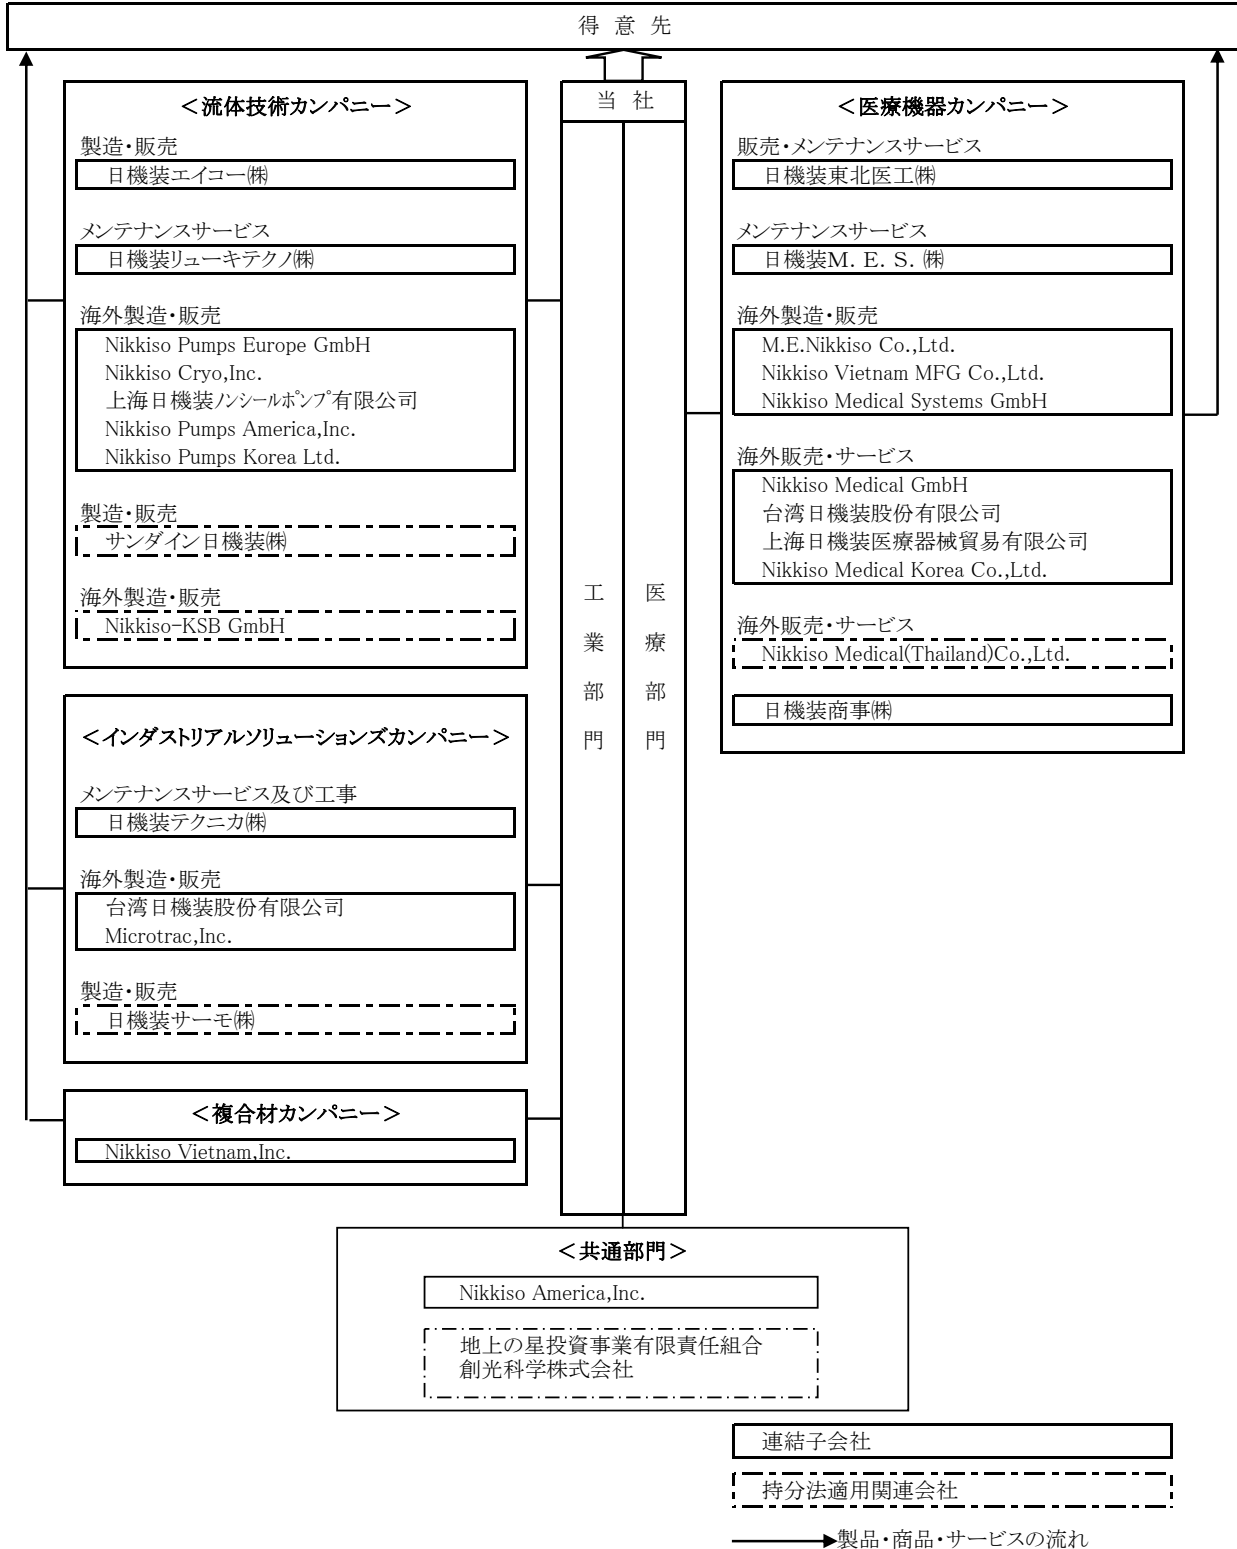 得 意 先
当 社
工業部門
医療部門
＜流体技術カンパニー＞
製造・販売
日機装エイコー㈱
メンテナンスサービス
日機装リューキテクノ㈱
海外製造・販売
Nikkiso Pumps Europe GmbH
Nikkiso Cryo,Inc.
上海日機装ノンシールポンプ有限公司
Nikkiso Pumps America,Inc.
Nikkiso Pumps Korea Ltd.
製造・販売
サンダイン日機装㈱
海外製造・販売
Nikkiso-KSB GmbH
＜インダストリアルソリューションズカンパニー＞
メンテナンスサービス及び工事
日機装テクニカ㈱
海外製造・販売
台湾日機装股份有限公司
Microtrac,Inc.
製造・販売
日機装サーモ㈱
＜複合材カンパニー＞
Nikkiso Vietnam,Inc.
＜医療機器カンパニー＞
販売・メンテナンスサービス
日機装東北医工㈱
メンテナンスサービス
日機装M. E. S. ㈱
海外製造・販売
M.E.Nikkiso Co.,Ltd.
Nikkiso Vietnam MFG Co.,Ltd.
Nikkiso Medical Systems GmbH
海外販売・サービス
Nikkiso Medical GmbH
台湾日機装股份有限公司
上海日機装医療器械貿易有限公司
Nikkiso Medical Korea Co.,Ltd.
海外販売・サービス
Nikkiso Medical(Thailand)Co.,Ltd.
日機装商事㈱
＜共通部門＞
Nikkiso America,Inc.
地上の星投資事業有限責任組合
創光科学株式会社
連結子会社
持分法適用関連会社
製品・商品・サービスの流れ